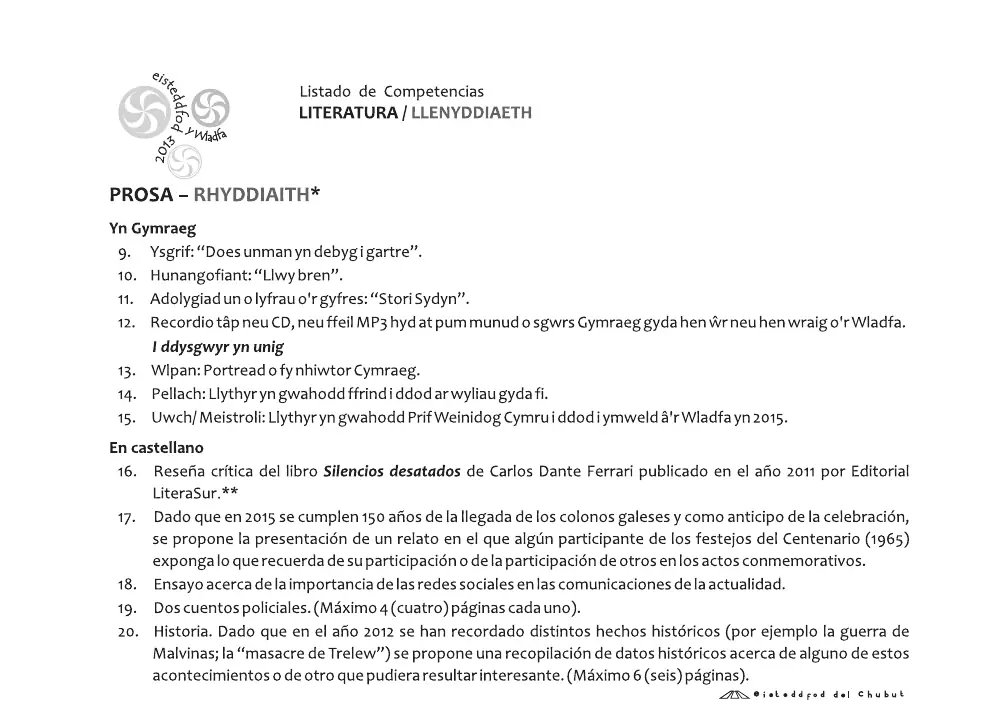 eisteddfod y Wladfa 2013
Listado de Competencias
LITERATURA / LLENYDDIAETH
PROSA – RHYDDIAITH*
Yn Gymraeg
9. Ysgrif: “Does unman yn debyg i gartre”.
10. Hunangofiant: “Llwy bren”.
11. Adolygiad un o lyfrau o'r gyfres: “Stori Sydyn”.
12. Recordio tâp neu CD, neu ffeil MP3 hyd at pum munud o sgwrs Gymraeg gyda hen ŵr neu hen wraig o'r Wladfa.
I ddysgwyr yn unig
13. Wlpan: Portread o fy nhiwtor Cymraeg.
14. Pellach: Llythyr yn gwahodd ffrind i ddod ar wyliau gyda fi.
15. Uwch/ Meistroli: Llythyr yn gwahodd Prif Weinidog Cymru i ddod i ymweld â'r Wladfa yn 2015.
En castellano
16. Reseña crítica del libro Silencios desatados de Carlos Dante Ferrari publicado en el año 2011 por Editorial
LiteraSur.**
17. Dado que en 2015 se cumplen 150 años de la llegada de los colonos galeses y como anticipo de la celebración,
se propone la presentación de un relato en el que algún participante de los festejos del Centenario (1965)
exponga lo que recuerda de su participación o de la participación de otros en los actos conmemorativos.
18. Ensayo acerca de la importancia de las redes sociales en las comunicaciones de la actualidad.
19. Dos cuentos policiales. (Máximo 4 (cuatro) páginas cada uno).
20. Historia. Dado que en el año 2012 se han recordado distintos hechos históricos (por ejemplo la guerra de
Malvinas; la “masacre de Trelew”) se propone una recopilación de datos históricos acerca de alguno de estos
acontecimientos o de otro que pudiera resultar interesante. (Máximo 6 (seis) páginas).
eisteddfod del Chubut